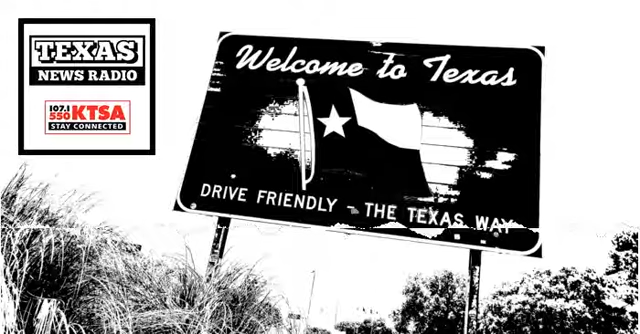 TEXAS
NEWS RADIO
107.1
550 KTSA
STAY CONNECTED
Welcome to Texas
DRIVE FRIENDLY - THE TEXAS WAY